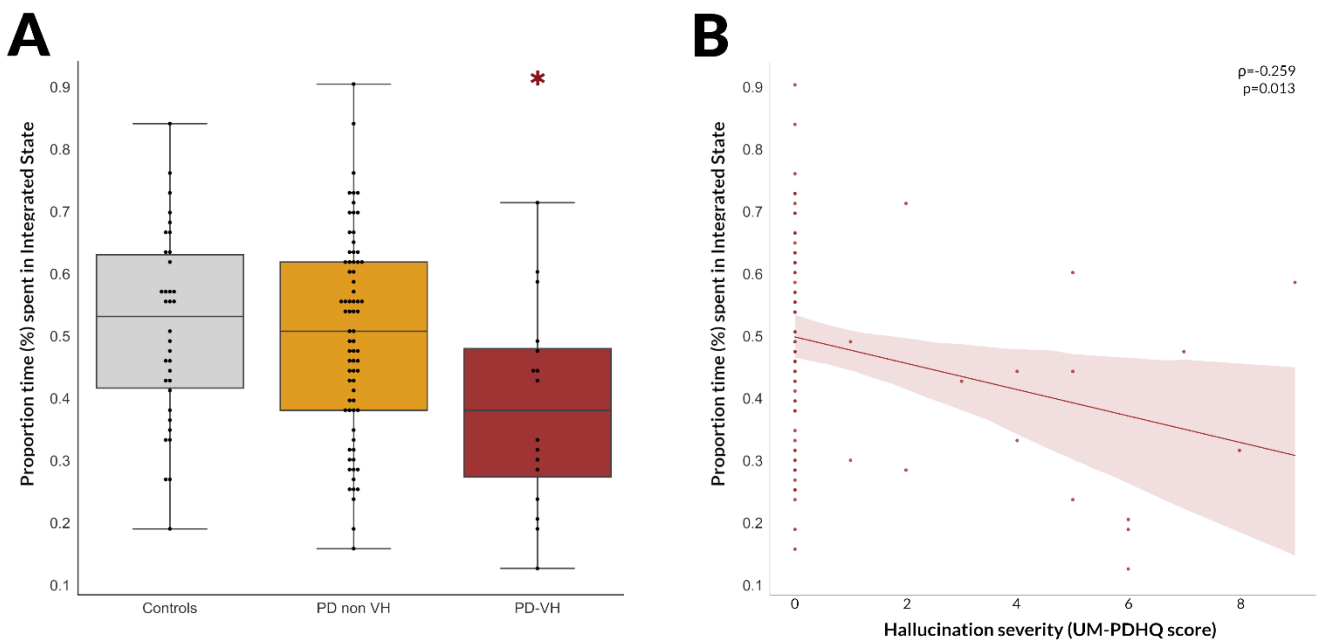 A
Proportion time (%) spent in Integrated State
0.9
0.8
0.7
0.6
0.5
0.4
0.3
0.2
0.1
*
Controls
PD non VH
PD-VH
B
Proportion time (%) spent in Integrated State
0.9
0.8
0.7
0.6
0.5
0.4
0.3
0.2
0.1
ρ=-0.259
p=0.013
0
2
4
6
8
Hallucination severity (UM-PDHQ score)